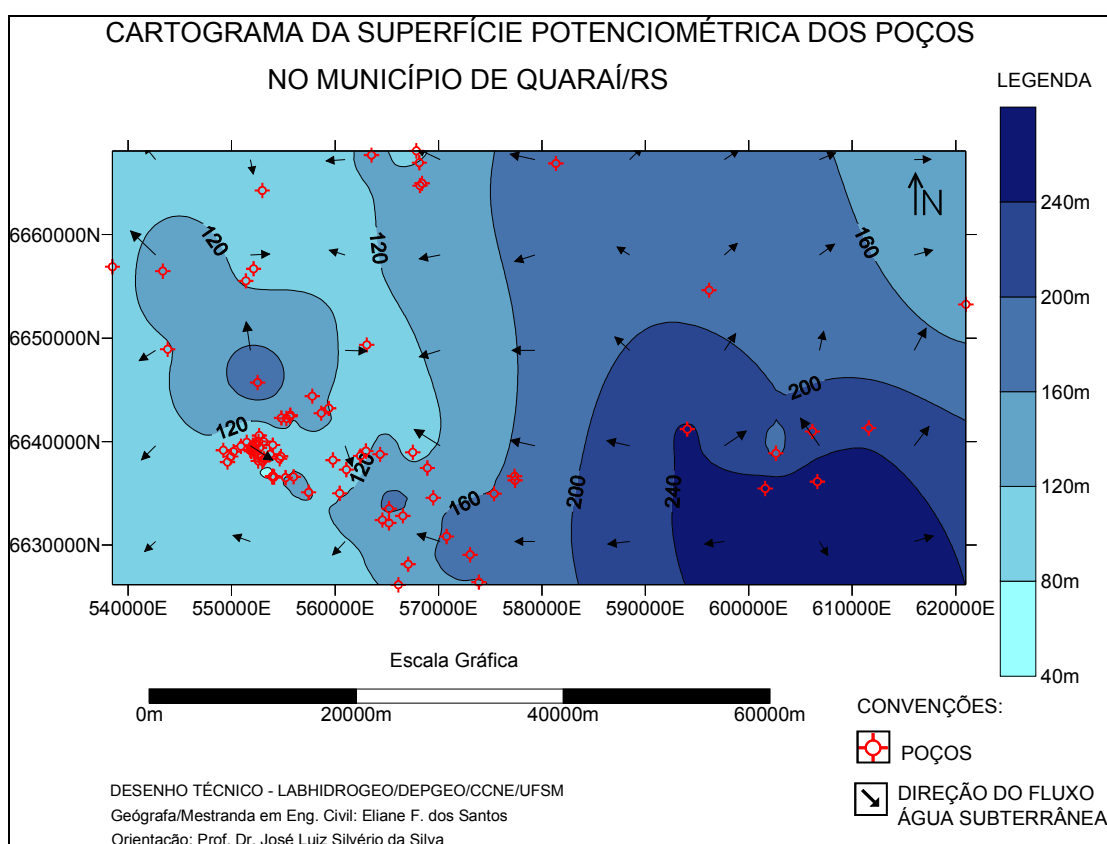 CARTOGRAMA DA SUPERFÍCIE POTENCIOMÉTRICA DOS POÇOS
NO MUNICÍPIO DE QUARAÍ/RS
LEGENDA
240m
200m
160m
120m
80m
40m
N
6660000N
6650000N
6640000N
6630000N
120
120
160
200
120
120
160
200
240
540000E
550000E
560000E
570000E
580000E
590000E
600000E
610000E
620000E
Escala Gráfica
0m
20000m
40000m
60000m
CONVENÇÕES:
POÇOS
DIREÇÃO DO FLUXO
ÁGUA SUBTERRÂNEA
DESENHO TÉCNICO - LABHIDROGEO/DEPGEO/CCNE/UFSM
Geógrafa/Mestranda em Eng. Civil: Eliane F. dos Santos
Orientação: Prof. Dr. José Luiz Silvério da Silva